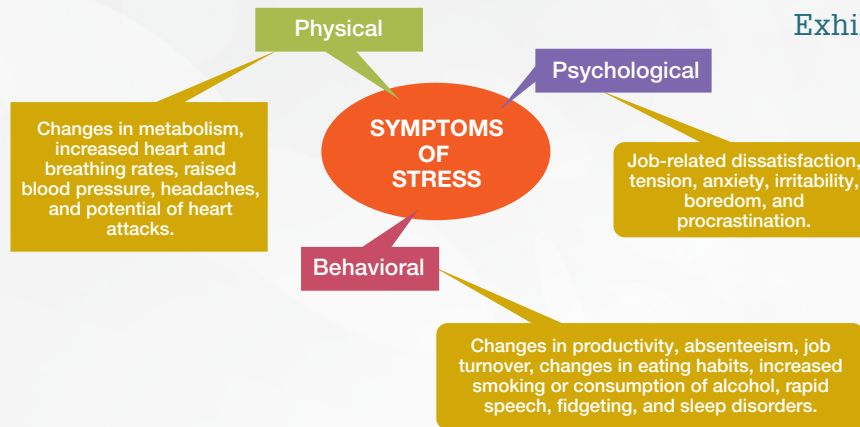 Exhi
Physical
Psychological
SYMPTOMS
OF
STRESS
Changes in metabolism,
increased heart and
breathing rates, raised
blood pressure, headaches,
and potential of heart
attacks.
Job-related dissatisfaction,
tension, anxiety, irritability,
boredom, and
procrastination.
Behavioral
Changes in productivity, absenteeism, job
turnover, changes in eating habits, increased
smoking or consumption of alcohol, rapid
speech, fidgeting, and sleep disorders.